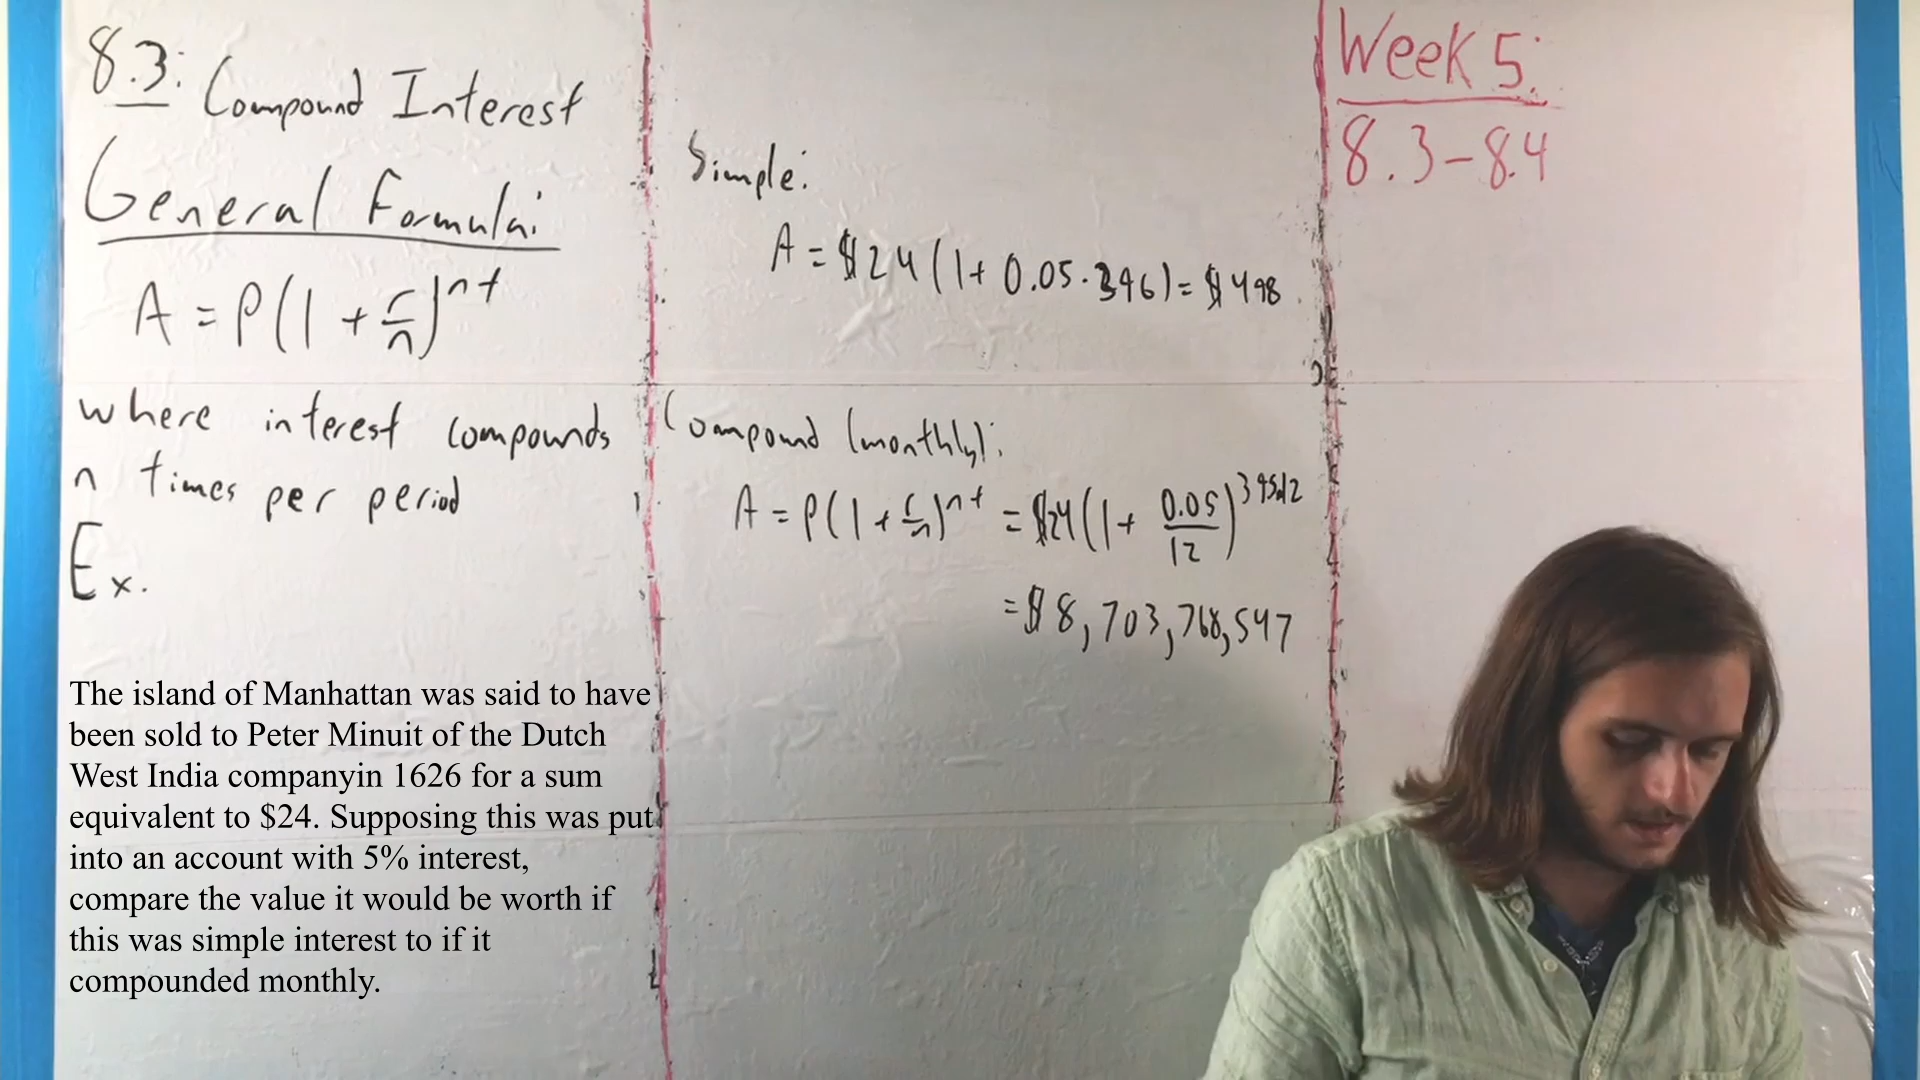 8.3: Compound Interest
General Formula:
A = P(1 + r/n)^nt
where interest compounds
n times per period
Ex.
The island of Manhattan was said to have
been sold to Peter Minuit of the Dutch
West India companyin 1626 for a sum
equivalent to $24. Supposing this was put
into an account with 5% interest,
compare the value it would be worth if
this was simple interest to if it
compounded monthly.
Simple:
A = $24(1+ 0.05·396) = $498
Compound (monthly):
A = P(1 + r/n)^nt = $24(1 + 0.05/12)^395·12
= $8,703,768,547
Week 5:
8.3-8.4